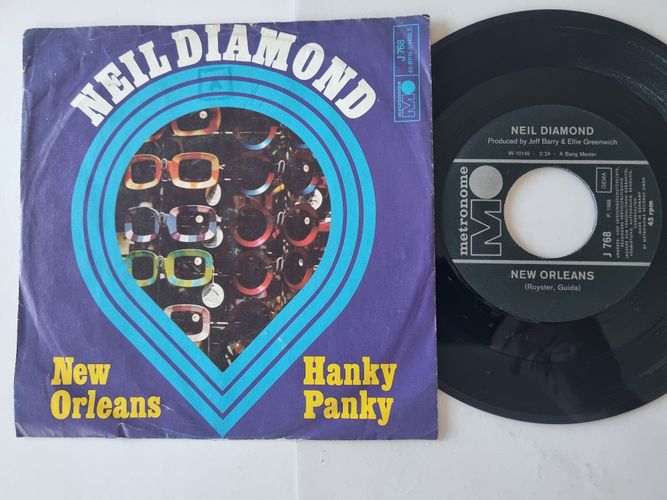 NEIL DIAMOND
J 768
45-RPM-SINGLE
metronome
M
New
Orleans
Hanky
Panky
NEIL DIAMOND
Produced by Jeff Barry & Ellie Greenwich
W-10145 - 2:24 - A Bang Master
metronome
M
GEMA
P 1968
J 768
45 rpm
NEW ORLEANS
(Royster, Guida)